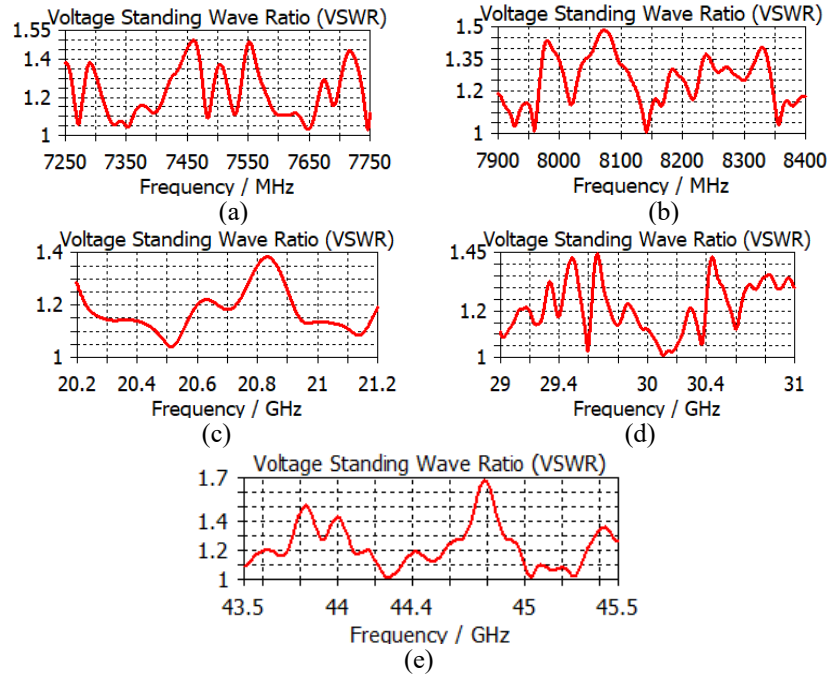 Voltage Standing Wave Ratio (VSWR)
1.55
1.4
1.2
1
7250 7350 7450 7550 7650 7750
Frequency / MHz
(a)
Voltage Standing Wave Ratio (VSWR)
1.5
1.35
1.2
1
7900 8000 8100 8200 8300 8400
Frequency / MHz
(b)
Voltage Standing Wave Ratio (VSWR)
1.4
1.2
1
20.2 20.4 20.6 20.8 21 21.2
Frequency / GHz
(c)
Voltage Standing Wave Ratio (VSWR)
1.45
1.2
1
29 29.4 30 30.4 31
Frequency / GHz
(d)
Voltage Standing Wave Ratio (VSWR)
1.7
1.4
1.2
1
43.5 44 44.4 45 45.5
Frequency / GHz
(e)